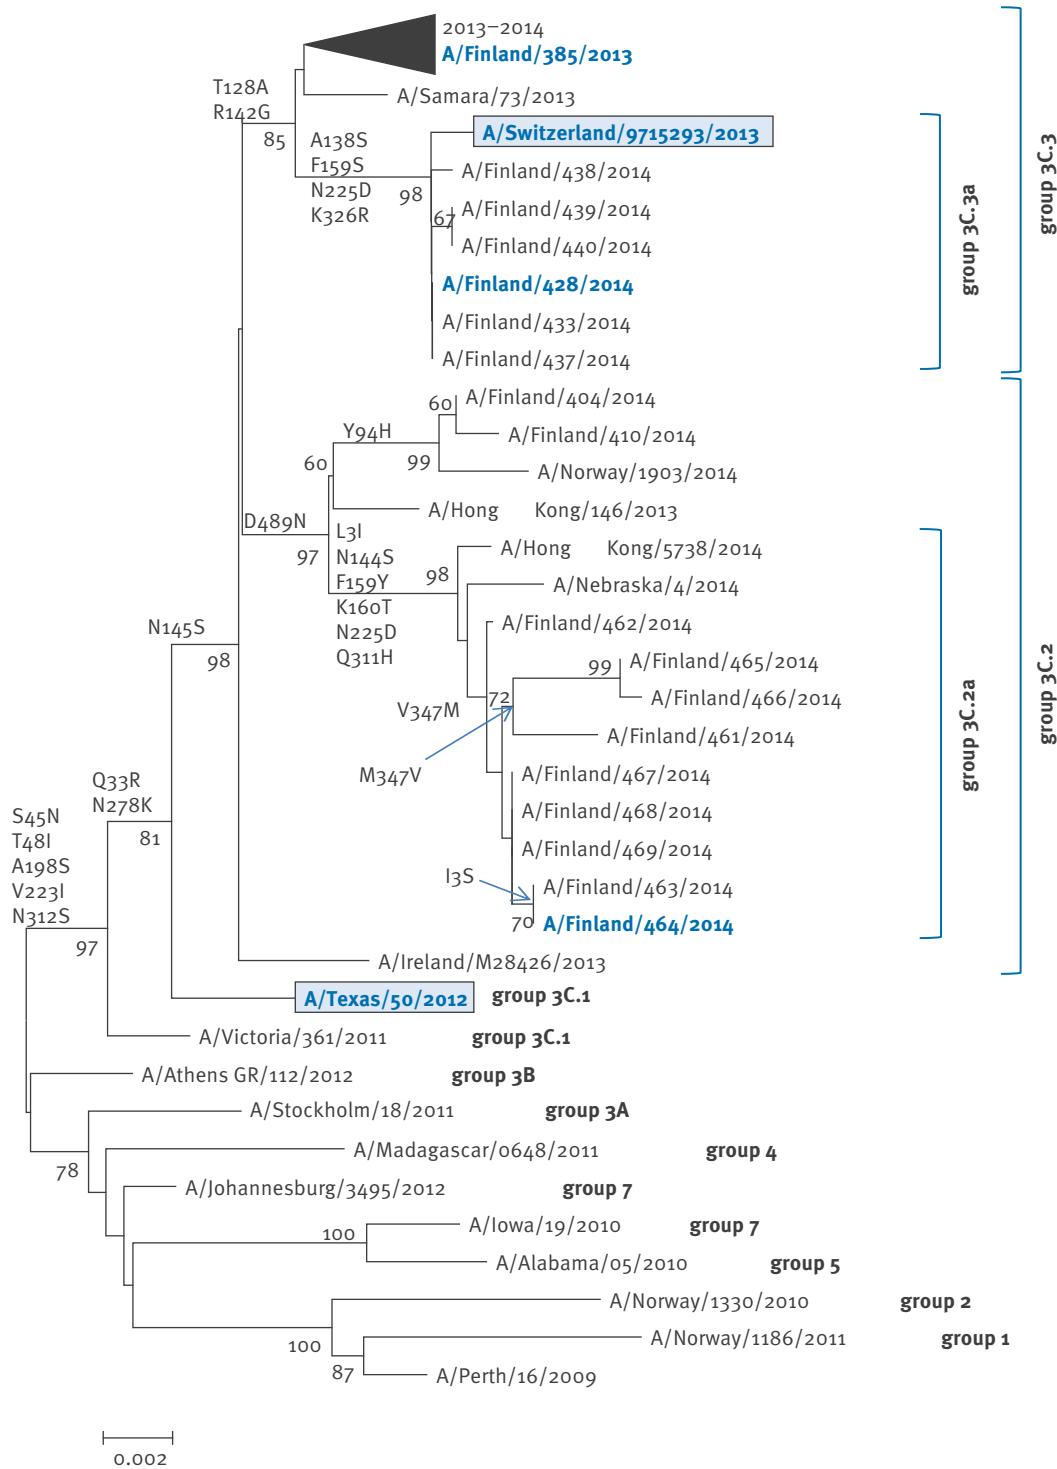 2013–2014
A/Finland/385/2013
A/Samara/73/2013
T128A
R142G
85
A/Switzerland/9715293/2013
A138S
F159S
N225D
K326R
98
A/Finland/438/2014
A/Finland/439/2014
67
A/Finland/440/2014
A/Finland/428/2014
A/Finland/433/2014
A/Finland/437/2014
group 3C.3a
group 3C.3
60
A/Finland/404/2014
Y94H
A/Finland/410/2014
60
99
A/Norway/1903/2014
A/Hong Kong/146/2013
D489N
97
L3I
N144S
F159Y
K160T
N225D
Q311H
98
A/Hong Kong/5738/2014
A/Nebraska/4/2014
A/Finland/462/2014
N145S
98
99
A/Finland/465/2014
72
A/Finland/466/2014
V347M
A/Finland/461/2014
M347V
A/Finland/467/2014
A/Finland/468/2014
A/Finland/469/2014
I3S
A/Finland/463/2014
70
A/Finland/464/2014
group 3C.2a
group 3C.2
Q33R
N278K
81
S45N
T48I
A198S
V223I
N312S
97
A/Ireland/M28426/2013
A/Texas/50/2012 group 3C.1
A/Victoria/361/2011 group 3C.1
A/Athens GR/112/2012 group 3B
A/Stockholm/18/2011 group 3A
78
A/Madagascar/0648/2011 group 4
A/Johannesburg/3495/2012 group 7
100
A/Iowa/19/2010 group 7
A/Alabama/05/2010 group 5
A/Norway/1330/2010 group 2
100
A/Norway/1186/2011 group 1
87
A/Perth/16/2009
0.002